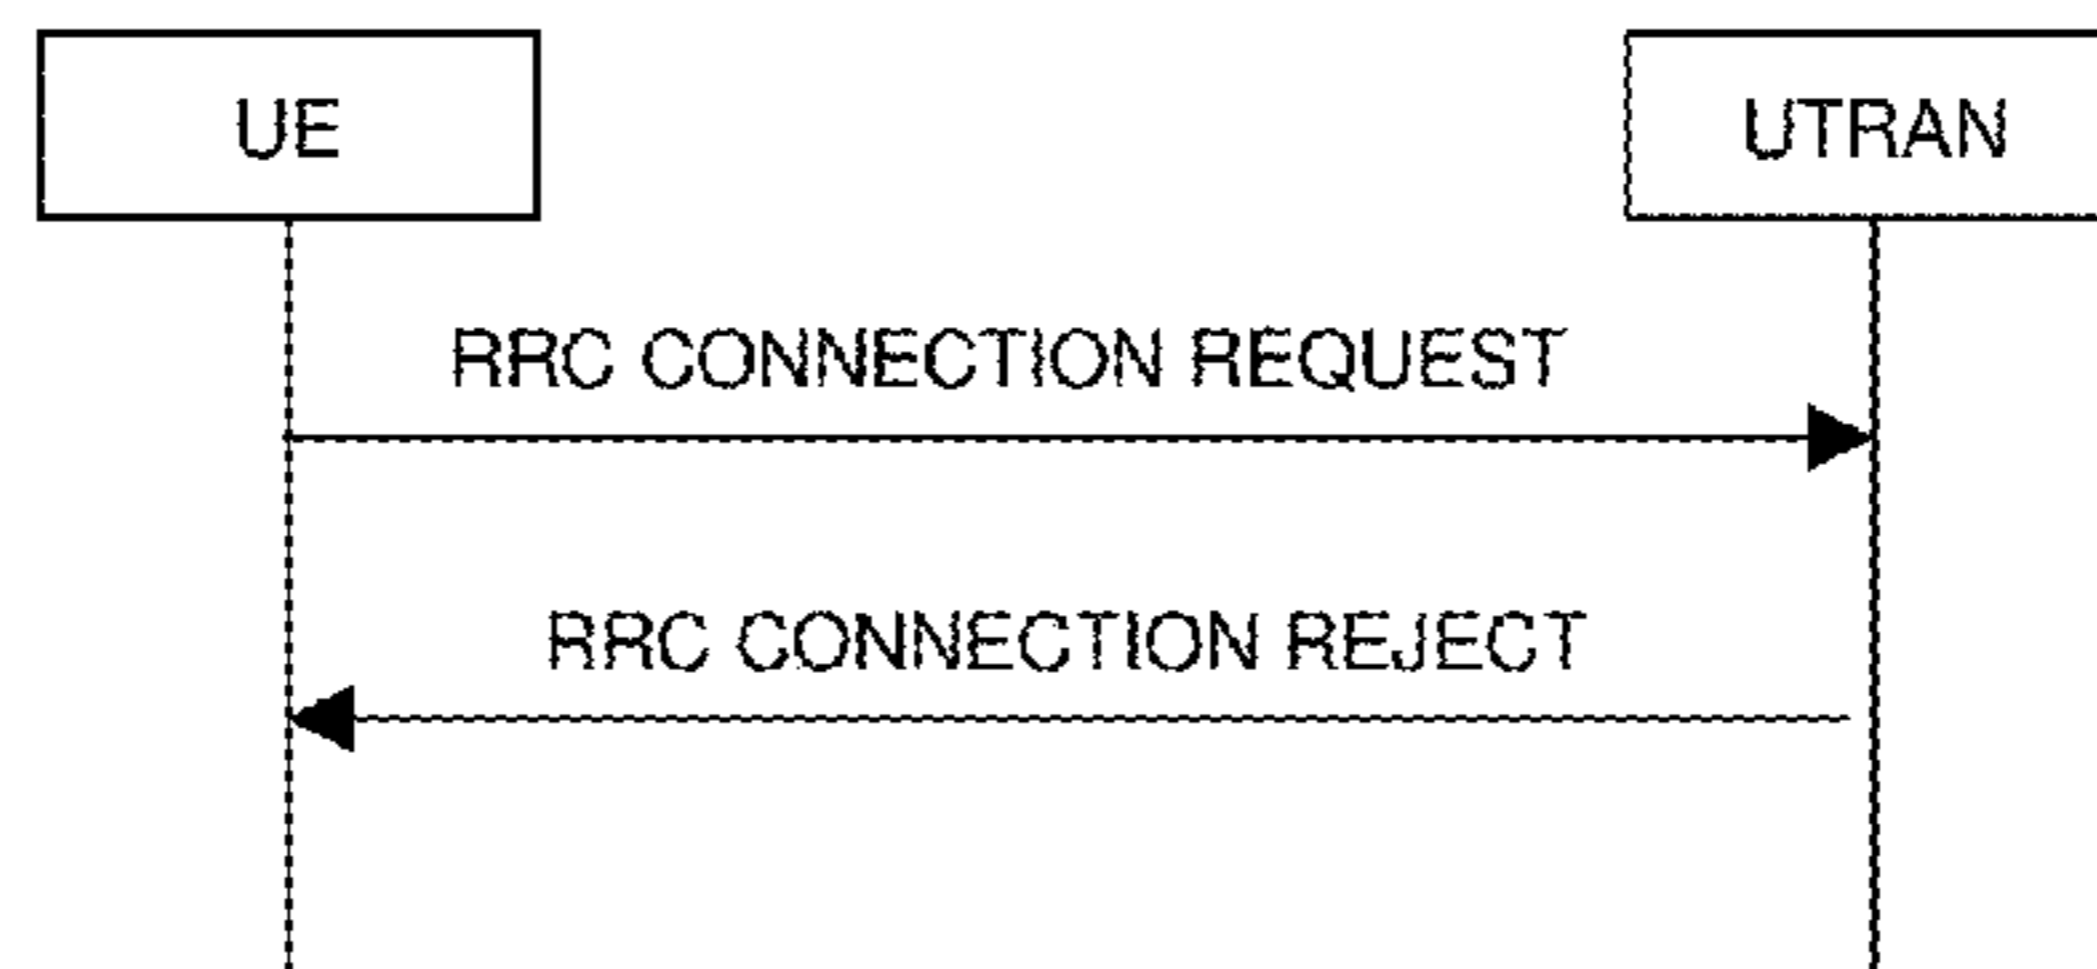 UE
UTRAN
RRC CONNECTION REQUEST
RRC CONNECTION REJECT